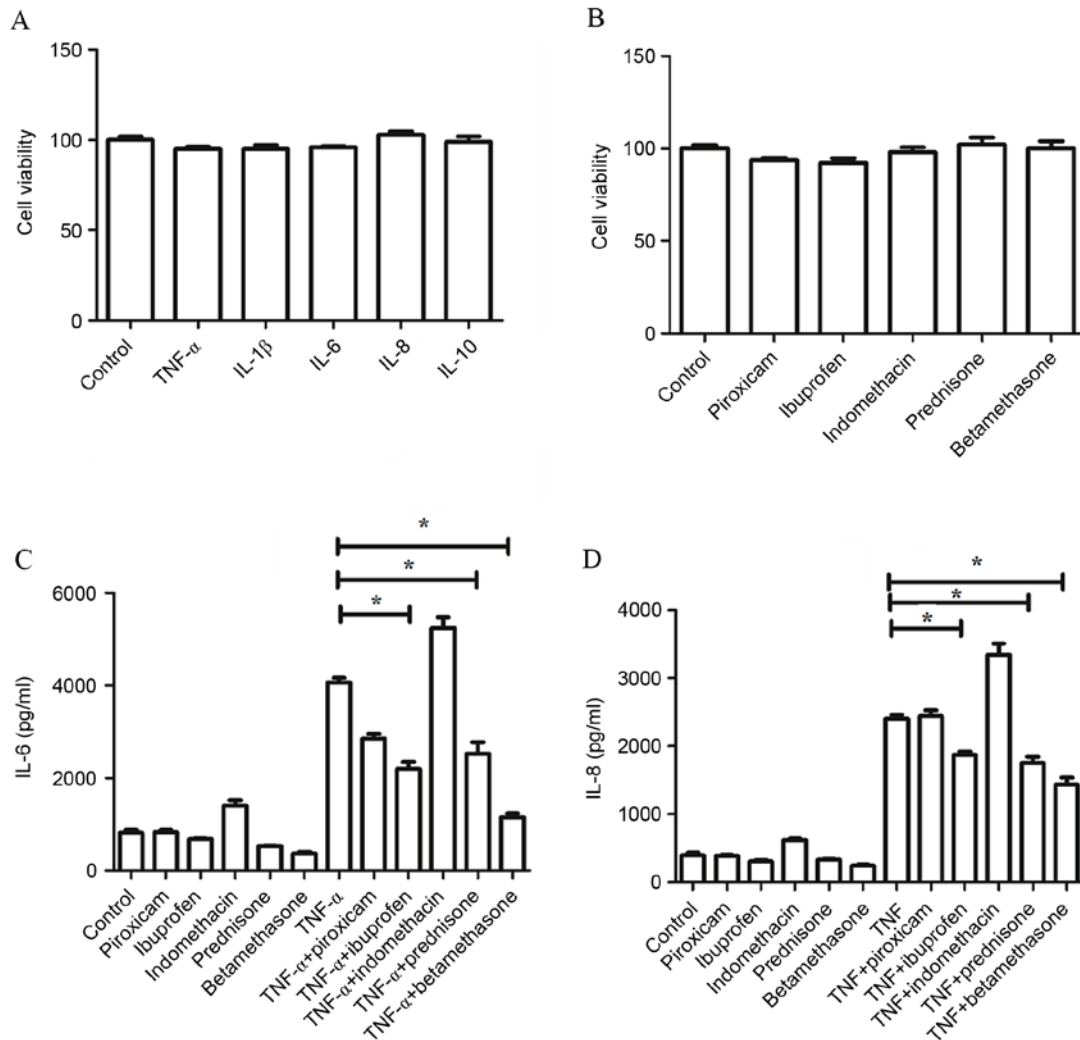 A
150
100
50
0
Cell viability
Control
TNF-α
IL-1β
IL-6
IL-8
IL-10
B
150
100
50
0
Cell viability
Control
Piroxicam
Ibuprofen
Indomethacin
Prednisone
Betamethasone
C
*
*
*
6000
4000
2000
0
IL-6 (pg/ml)
Control
Piroxicam
Ibuprofen
Indomethacin
Prednisone
Betamethasone
TNF-α
TNF-α+piroxicam
TNF-α+ibuprofen
TNF-α+indomethacin
TNF-α+prednisone
TNF-α+betamethasone
D
*
*
*
4000
3000
2000
1000
0
IL-8 (pg/ml)
Control
Piroxicam
Ibuprofen
Indomethacin
Prednisone
Betamethasone
TNF
TNF+piroxicam
TNF+ibuprofen
TNF+indomethacin
TNF+prednisone
TNF+betamethasone